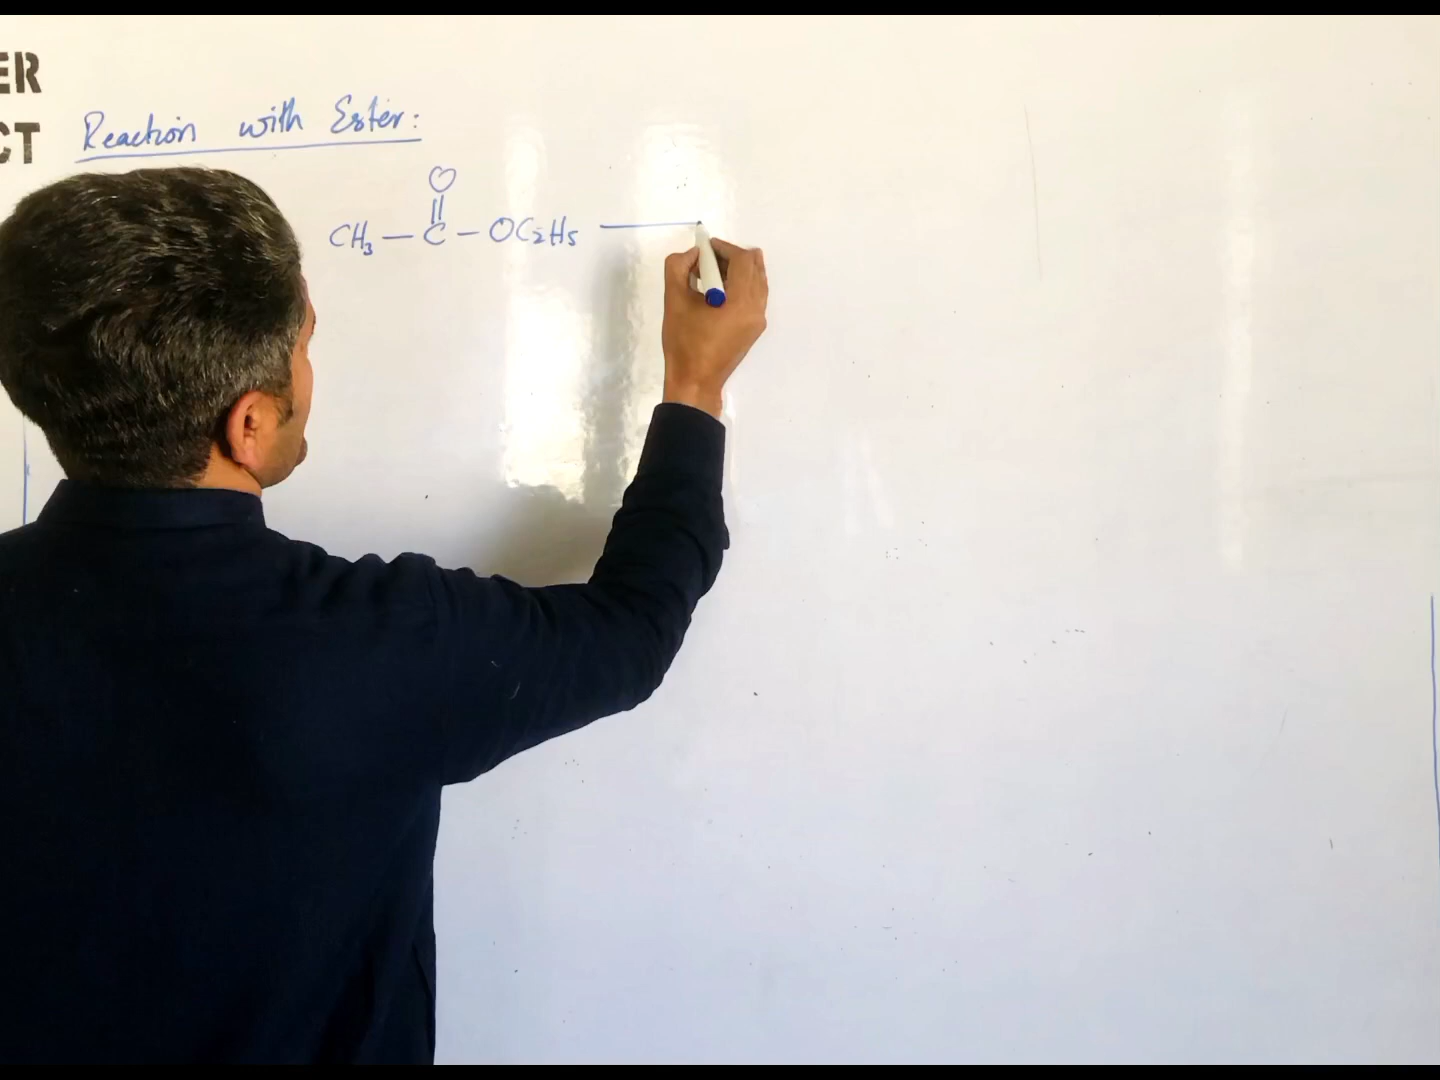 ER
CT
Reaction with Ester:
O
||
CH₃ — C — OC₂H₅ —